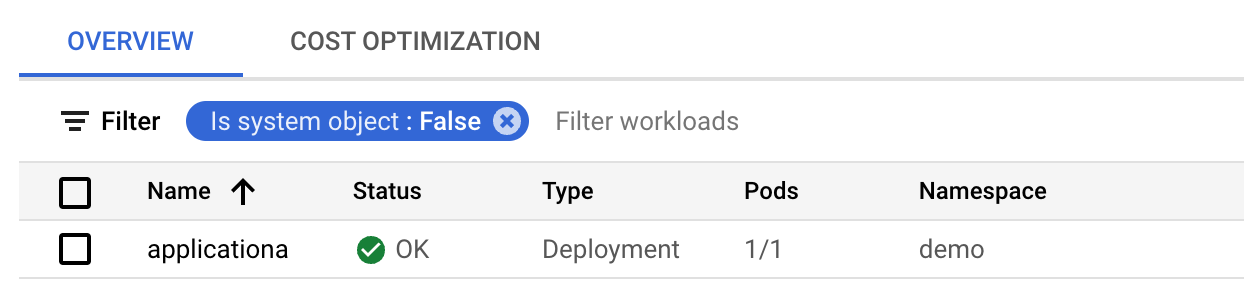 OVERVIEW COST OPTIMIZATION
Filter Is system object : False Filter workloads
Name Status Type Pods Namespace
applicationa OK Deployment 1/1 demo